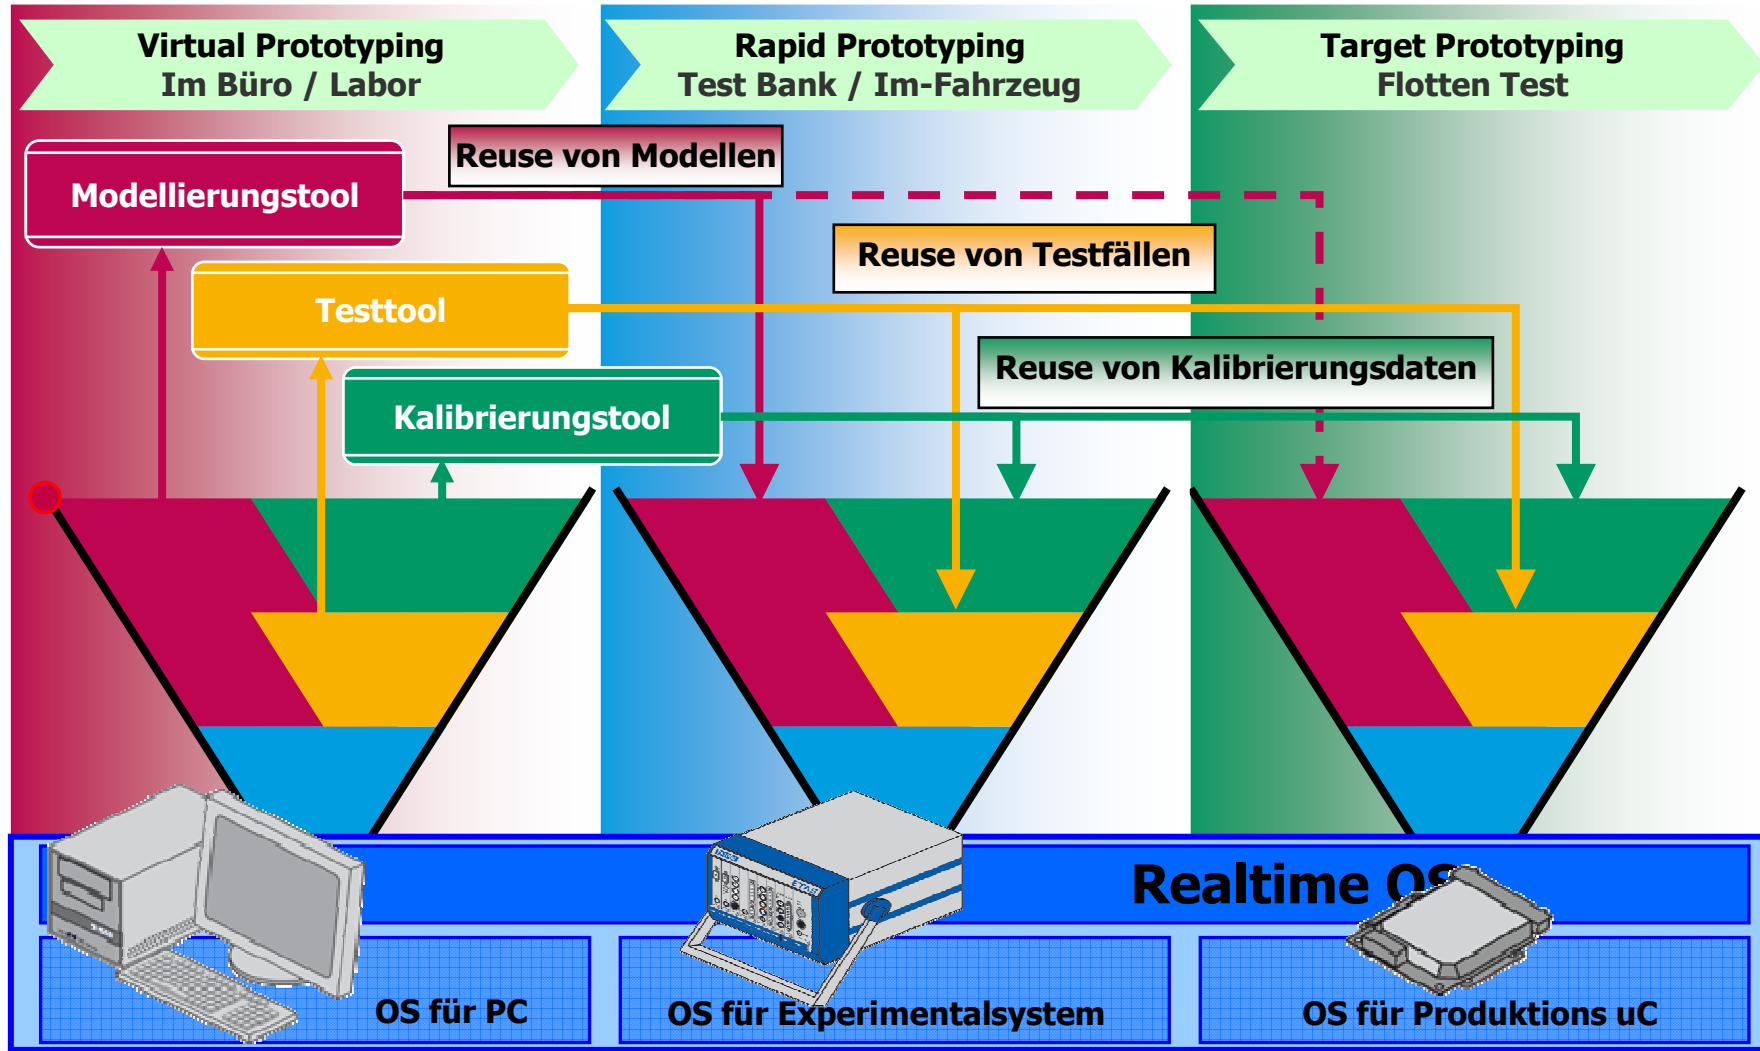 Virtual Prototyping
Im Büro / Labor
Rapid Prototyping
Test Bank / Im-Fahrzeug
Target Prototyping
Flotten Test
Reuse von Modellen
Modellierungstool
Reuse von Testfällen
Testtool
Reuse von Kalibrierungsdaten
Kalibrierungstool
ETAS
Realtime OS
OS für PC
OS für Experimentalsystem
OS für Produktions uC